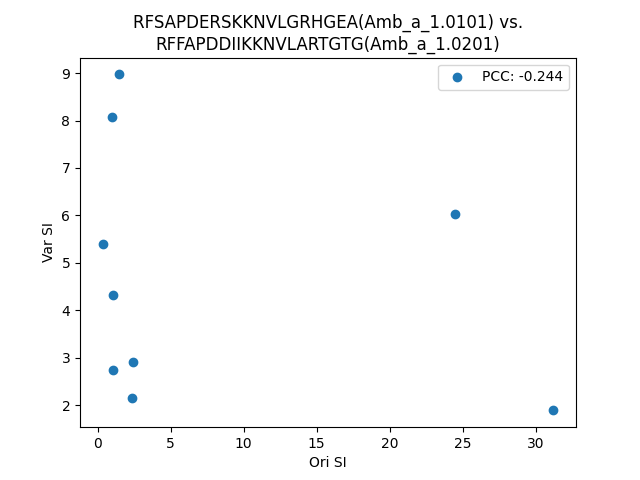 RFSAPDERSKKNVLGRHGEA(Amb_a_1.0101) vs.
RFFAPDDIIKKNVLARTGTG(Amb_a_1.0201)
PCC: -0.244
9
8
7
6
5
4
3
2
Var SI
0 5 10 15 20 25 30
Ori SI